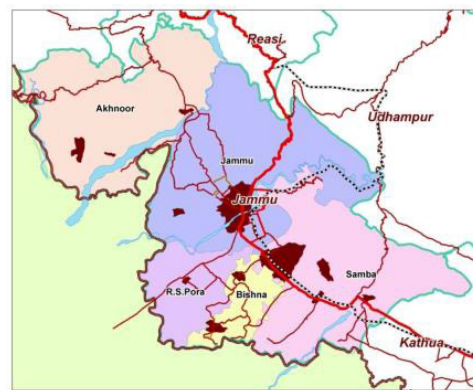 Reasi
Akhnoor
Udhampur
Jammu
Jammu
Samba
R.S.Pora
Bishna
Kathua